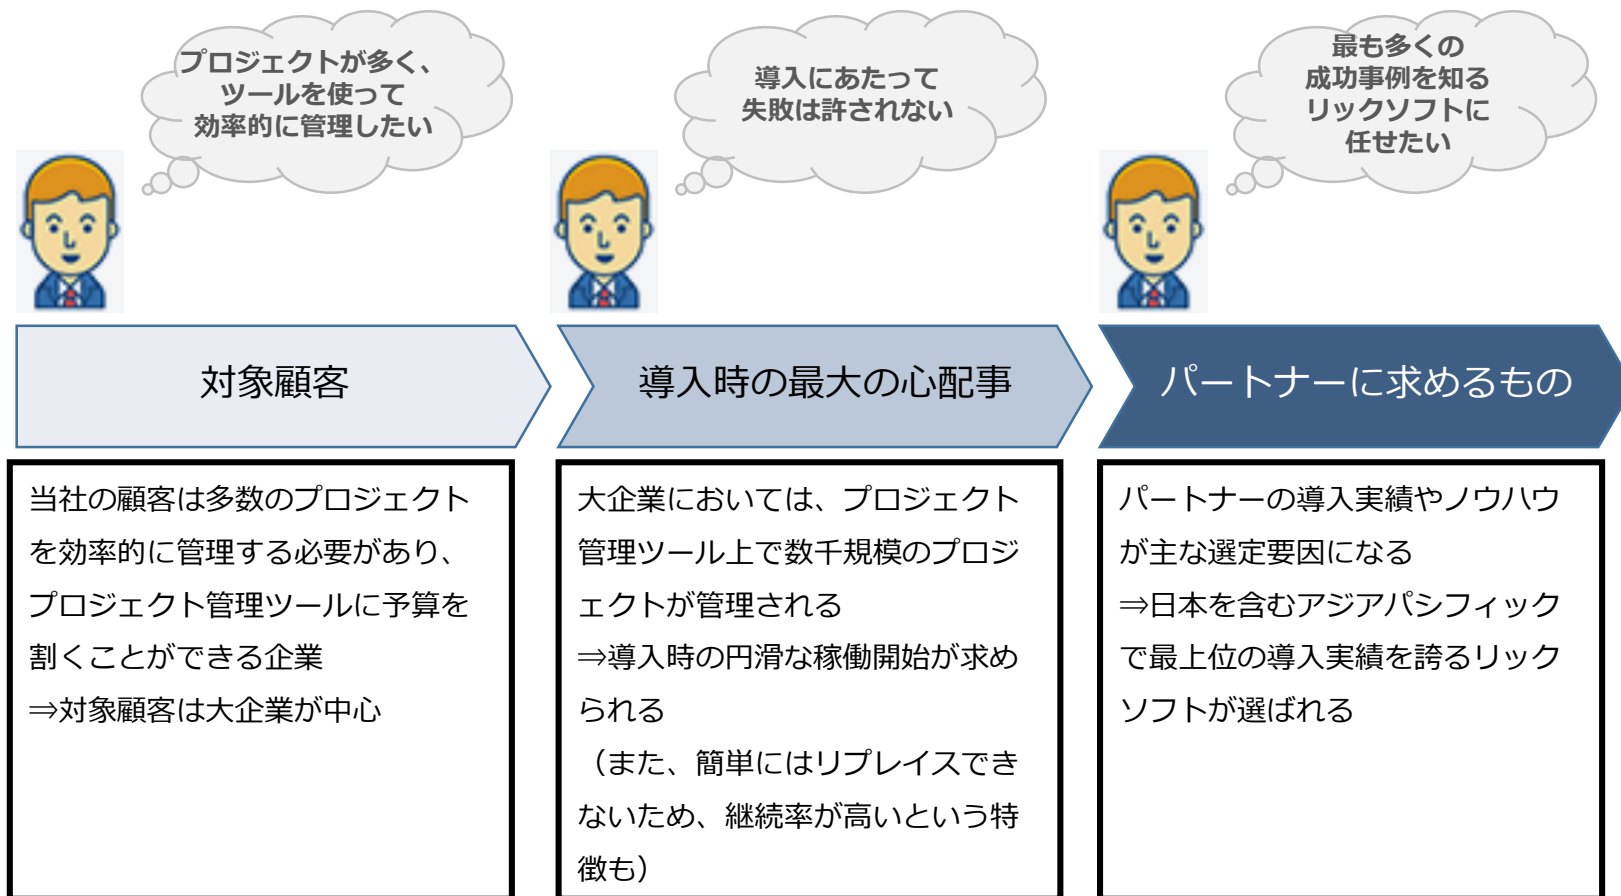 プロジェクトが多く、
ツールを使って
効率的に管理したい
導入にあたって
失敗は許されない
最も多くの
成功事例を知る
リックソフトに
任せたい
対象顧客
導入時の最大の心配事
パートナーに求めるもの
当社の顧客は多数のプロジェクト
を効率的に管理する必要があり、
プロジェクト管理ツールに予算を
割くことができる企業
⇒対象顧客は大企業が中心
大企業においては、プロジェクト
管理ツール上で数千規模のプロジ
ェクトが管理される
⇒導入時の円滑な稼働開始が求め
られる
（また、簡単にはリプレイスでき
ないため、継続率が高いという特
徴も）
パートナーの導入実績やノウハウ
が主な選定要因になる
⇒日本を含むアジアパシフィック
で最上位の導入実績を誇るリック
ソフトが選ばれる